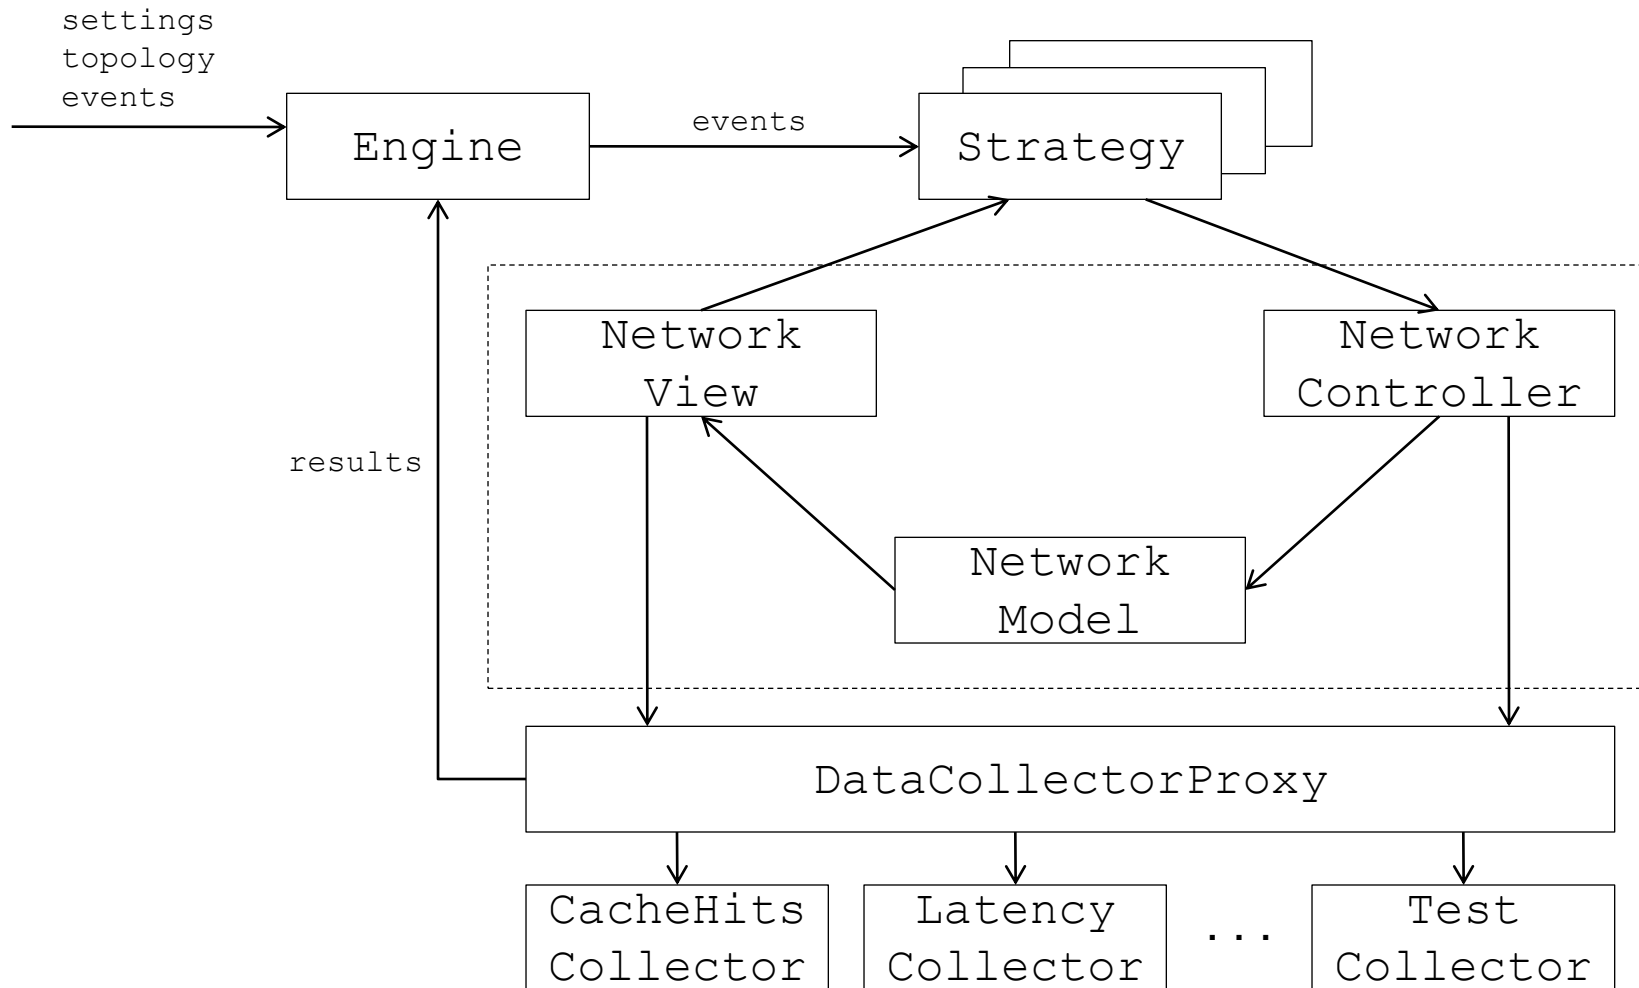 settings
topology
events
Engine
events
Strategy
Network
View
Network
Controller
results
Network
Model
DataCollectorProxy
CacheHits
Collector
Latency
Collector
...
Test
Collector